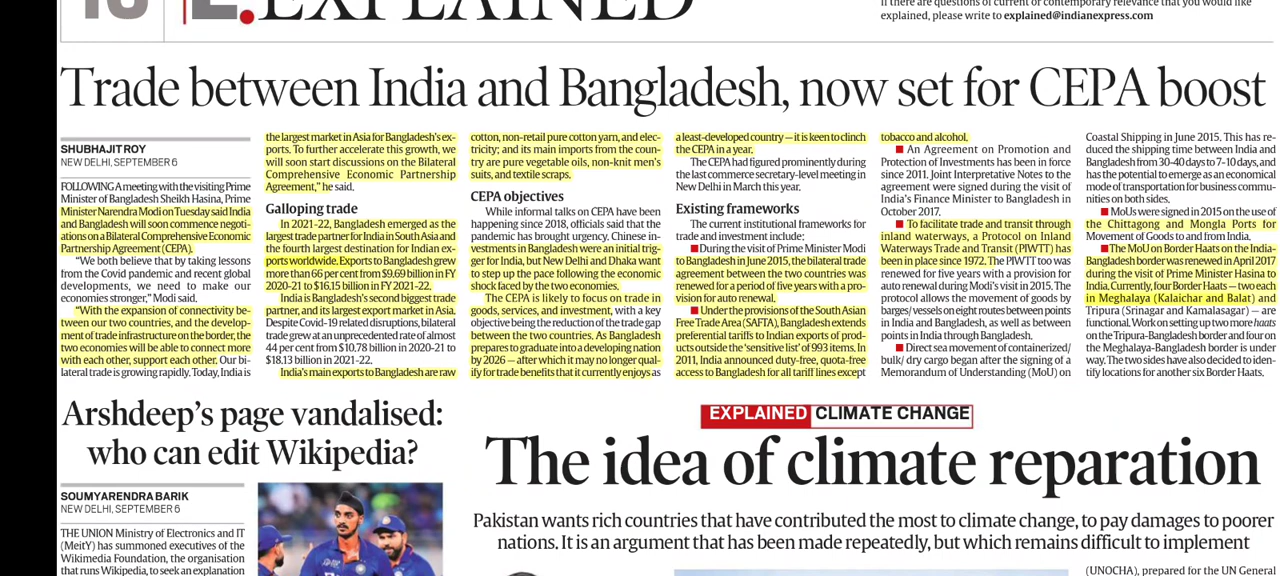 EXPLAINED
If there are questions of current or contemporary relevance that you would like
explained, please write to explained@indianexpress.com
Trade between India and Bangladesh, now set for CEPA boost
SHUBHAJIT ROY
NEW DELHI, SEPTEMBER 6
FOLLOWING A meeting with the visiting Prime
Minister of Bangladesh Sheikh Hasina, Prime
Minister Narendra Modi on Tuesday said India
and Bangladesh will soon commence negoti-
ations on a Bilateral Comprehensive Economic
Partnership Agreement (CEPA).
“We both believe that by taking lessons
from the Covid pandemic and recent global
developments, we need to make our
economies stronger,” Modi said.
“With the expansion of connectivity be-
tween our two countries, and the develop-
ment of trade infrastructure on the border, the
two economies will be able to connect more
with each other, support each other. Our bi-
lateral trade is growing rapidly. Today, India is
the largest market in Asia for Bangladesh’s ex-
ports. To further accelerate this growth, we
will soon start discussions on the Bilateral
Comprehensive Economic Partnership
Agreement,” he said.
Galloping trade
In 2021-22, Bangladesh emerged as the
largest trade partner for India in South Asia and
the fourth largest destination for Indian ex-
ports worldwide. Exports to Bangladesh grew
more than 66 per cent from $9.69 billion in FY
2020-21 to $16.15 billion in FY 2021-22.
India is Bangladesh’s second biggest trade
partner, and its largest export market in Asia.
Despite Covid-19 related disruptions, bilateral
trade grew at an unprecedented rate of almost
44 per cent from $10.78 billion in 2020-21 to
$18.13 billion in 2021-22.
India’s main exports to Bangladesh are raw
cotton, non-retail pure cotton yarn, and elec-
tricity; and its main imports from the coun-
try are pure vegetable oils, non-knit men’s
suits, and textile scraps.
CEPA objectives
While informal talks on CEPA have been
happening since 2018, officials said that the
pandemic has brought urgency. Chinese in-
vestments in Bangladesh were an initial trig-
ger for India, but New Delhi and Dhaka want
to step up the pace following the economic
shock faced by the two economies.
The CEPA is likely to focus on trade in
goods, services, and investment, with a key
objective being the reduction of the trade gap
between the two countries. As Bangladesh
prepares to graduate into a developing nation
by 2026 — after which it may no longer qual-
ify for trade benefits that it currently enjoys as
a least-developed country — it is keen to clinch
the CEPA in a year.
The CEPA had figured prominently during
the last commerce secretary-level meeting in
New Delhi in March this year.
Existing frameworks
The current institutional frameworks for
trade and investment include;
■ During the visit of Prime Minister Modi
to Bangladesh in June 2015, the bilateral trade
agreement between the two countries was
renewed for a period of five years with a pro-
vision for auto renewal,
■ Under the provisions of the South Asian
Free Trade Area (SAFTA), Bangladesh extends
preferential tariffs to Indian exports of prod-
ucts outside the ‘sensitive list’ of 993 items. In
2011, India announced duty-free, quota-free
access to Bangladesh for all tariff lines except
tobacco and alcohol.
■ An Agreement on Promotion and
Protection of Investments has been in force
since 2011. Joint Interpretative Notes to the
agreement were signed during the visit of
India’s Finance Minister to Bangladesh in
October 2017.
■ To facilitate trade and transit through
inland waterways, a Protocol on Inland
Waterways Trade and Transit (PIWTT) has
been in place since 1972. The PIWTT too was
renewed for five years with a provision for
auto renewal during Modi’s visit in 2015. The
protocol allows the movement of goods by
barges/vessels on eight routes between points
in India and Bangladesh, as well as between
points in India through Bangladesh.
■ Direct sea movement of containerized/
bulk/ dry cargo began after the signing of a
Memorandum of Understanding (MoU) on
Coastal Shipping in June 2015. This has re-
duced the shipping time between India and
Bangladesh from 30-40 days to 7-10 days, and
has the potential to emerge as an economical
mode of transportation for business commu-
nities on both sides.
■ MoUs were signed in 2015 on the use of
the Chittagong and Mongla Ports for
Movement of Goods to and from India.
■ The MoU on Border Haats on the India-
Bangladesh border was renewed in April 2017
during the visit of Prime Minister Hasina to
India. Currently, four Border Haats — two each
in Meghalaya (Kalaichar and Balat) and
Tripura (Srinagar and Kamalasagar) — are
functional. Work on setting up two more haats
on the Tripura-Bangladesh border and four on
the Meghalaya-Bangladesh border is under
way. The two sides have also decided to iden-
tify locations for another six Border Haats.
Arshdeep’s page vandalised:
who can edit Wikipedia?
SOUMYARENDRA BARIK
NEW DELHI, SEPTEMBER 6
THE UNION Ministry of Electronics and IT
(MeitY) has summoned executives of the
Wikimedia Foundation, the organisation
that runs Wikipedia, to seek an explanation
EXPLAINED CLIMATE CHANGE
The idea of climate reparation
Pakistan wants rich countries that have contributed the most to climate change, to pay damages to poorer
nations. It is an argument that has been made repeatedly, but which remains difficult to implement
(UNOCHA), prepared for the UN General